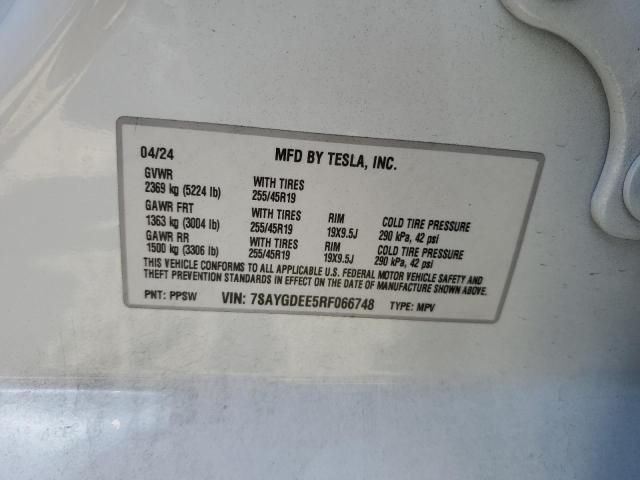 04/24 MFD BY TESLA, INC.
GVWR
2369 kg (5224 lb) WITH TIRES 255/45R19
GAWR FRT
1363 kg (3004 lb) WITH TIRES 255/45R19 RIM 19X9.5J COLD TIRE PRESSURE 290 kPa, 42 psi
GAWR RR
1500 kg (3306 lb) WITH TIRES 255/45R19 RIM 19X9.5J COLD TIRE PRESSURE 290 kPa, 42 psi
THIS VEHICLE CONFORMS TO ALL APPLICABLE U.S. FEDERAL MOTOR VEHICLE SAFETY AND
THEFT PREVENTION STANDARDS IN EFFECT ON THE DATE OF MANUFACTURE SHOWN ABOVE.
PNT: PPSW VIN: 7SAYGDEE5RF066748 TYPE: MPV